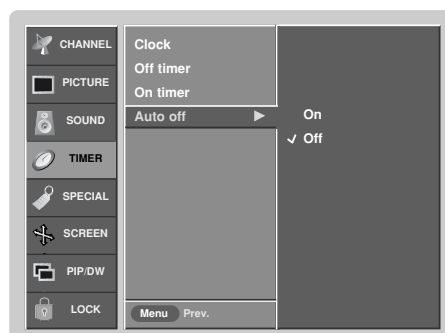 CHANNEL
PICTURE
SOUND
TIMER
SPECIAL
SCREEN
PIP/DW
LOCK
Clock
Off timer
On timer
Auto off ▶
On
✓ Off
Menu Prev.